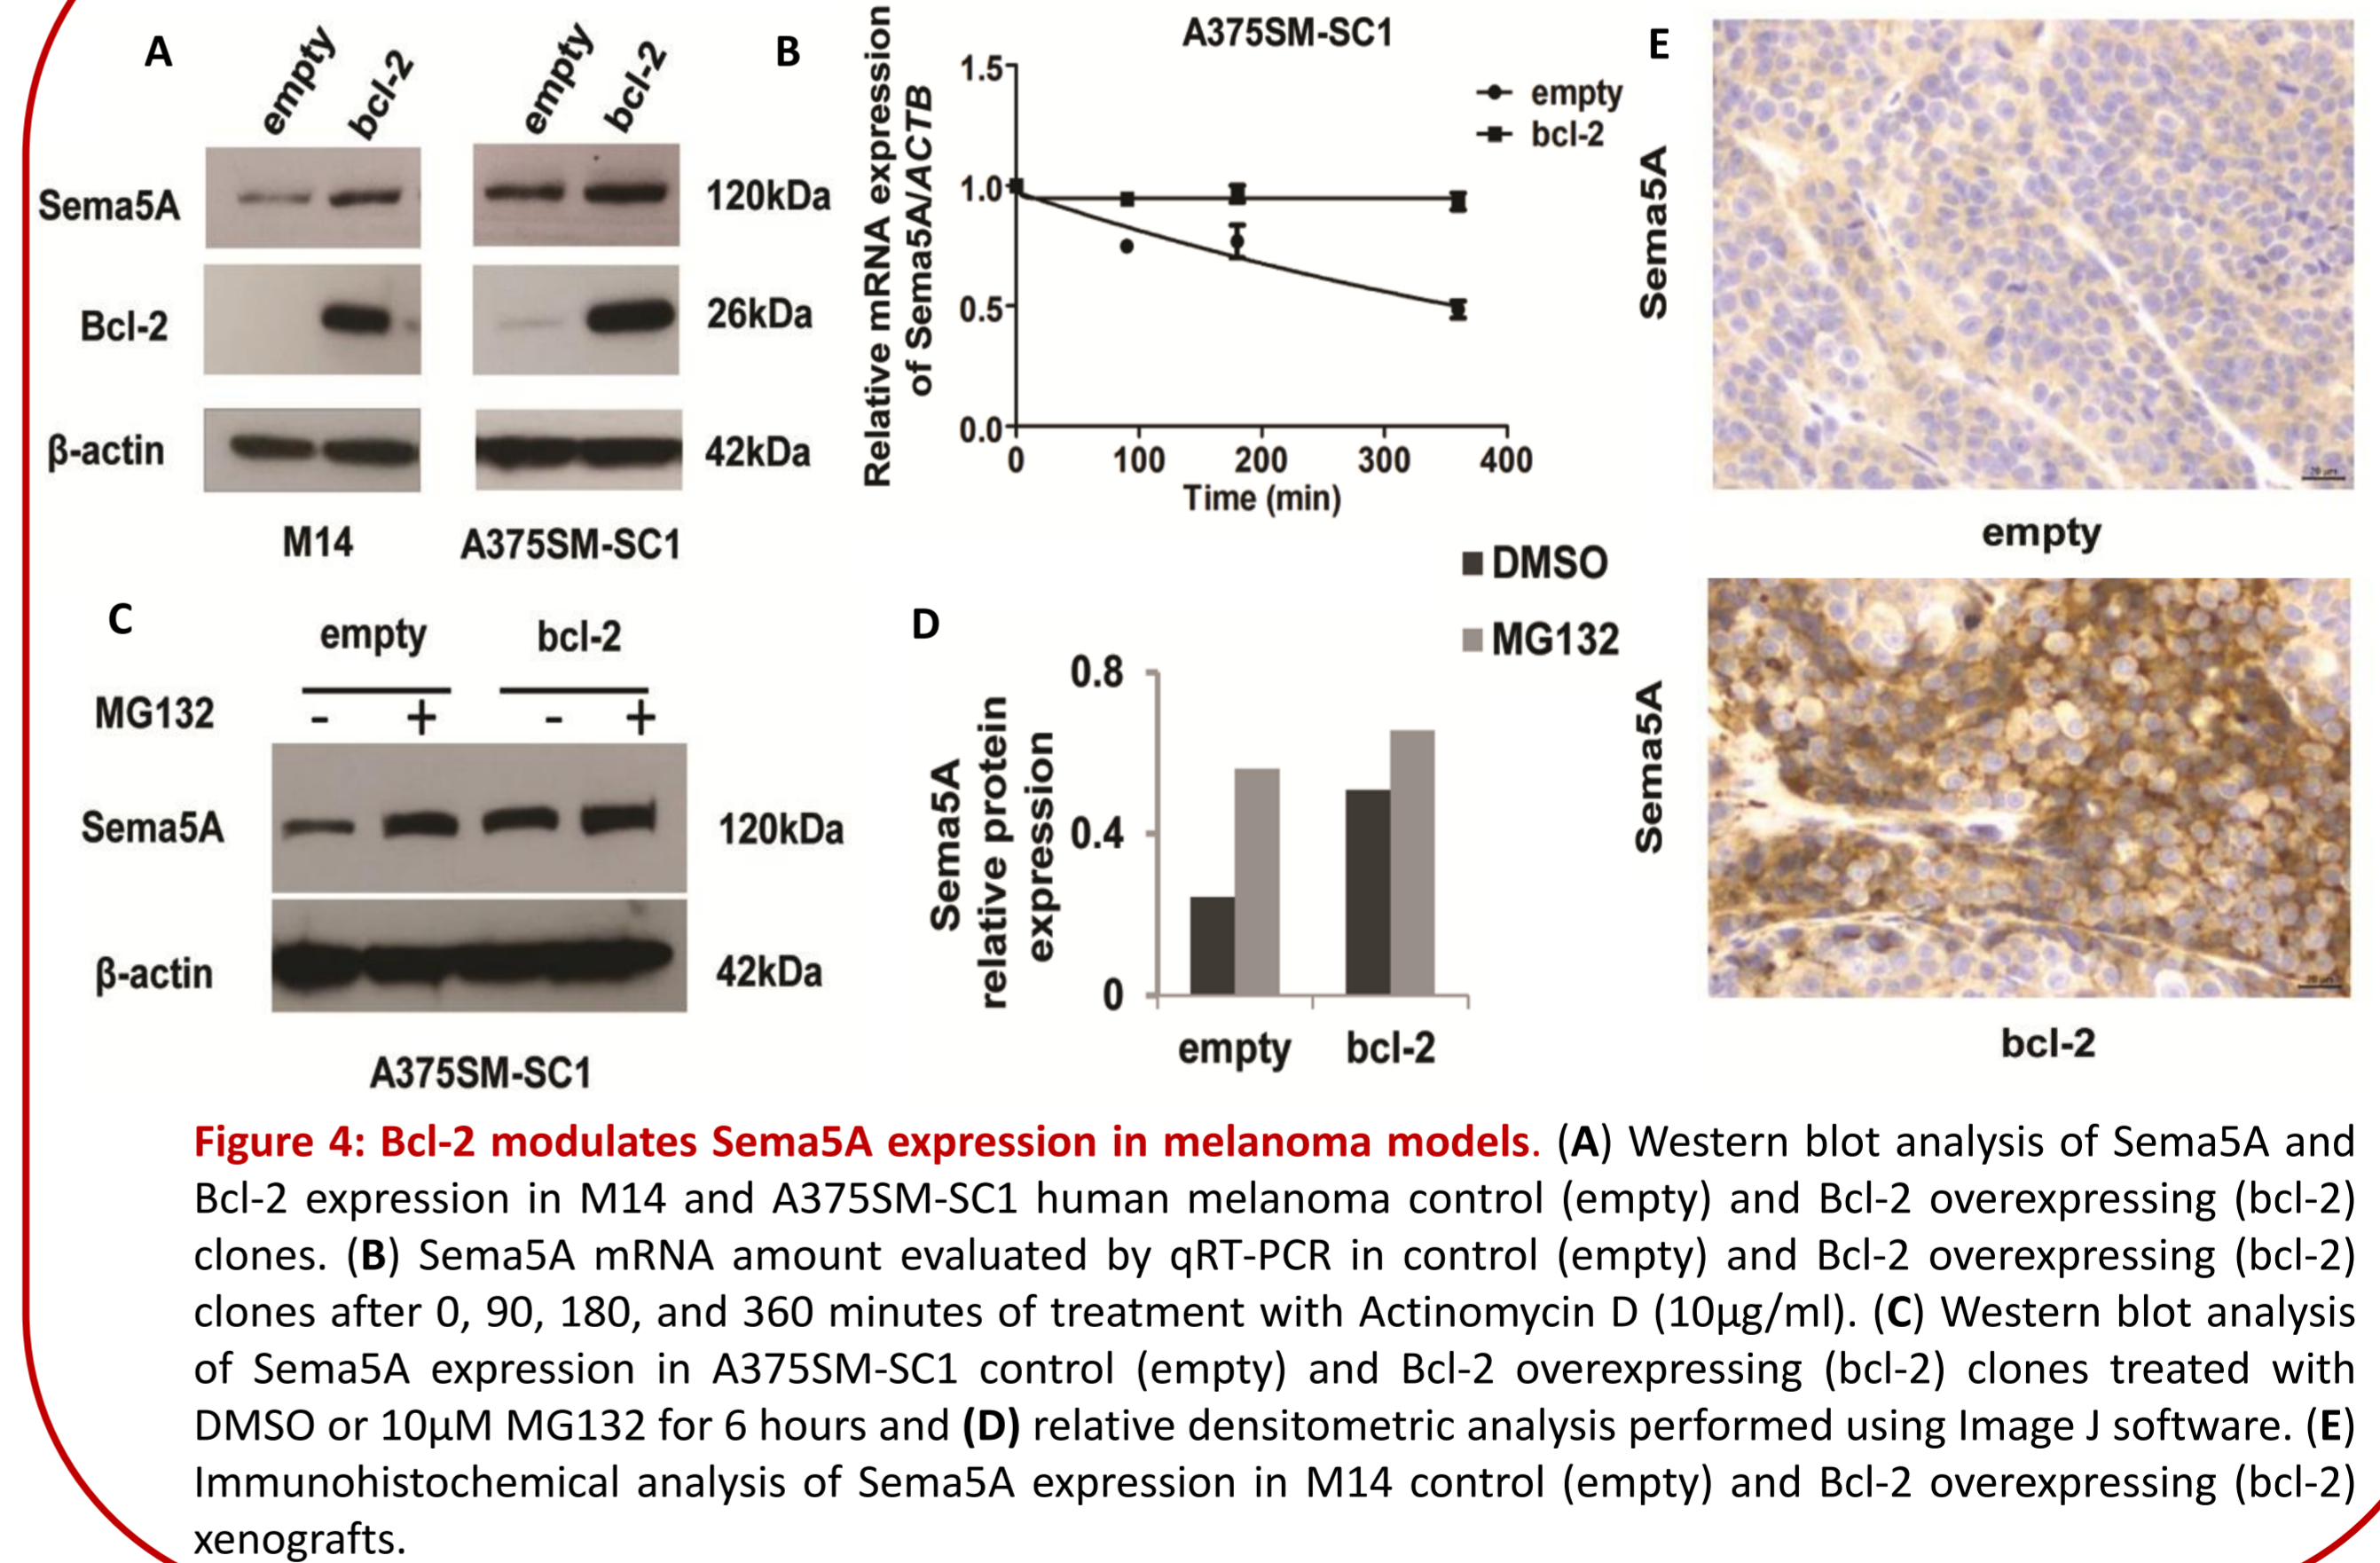 A
empty
bcl-2
empty
bcl-2
Sema5A
120kDa
Bcl-2
26kDa
β-actin
42kDa
M14
A375SM-SC1
B
A375SM-SC1
Relative mRNA expression
of Sema5A/ACTB
1.5
1.0
0.5
0.0
0
100
200
300
400
Time (min)
empty
bcl-2
C
empty
bcl-2
MG132
-
+
-
+
Sema5A
120kDa
β-actin
42kDa
A375SM-SC1
D
DMSO
MG132
Sema5A
relative protein
expression
0.8
0.4
0
empty
bcl-2
E
Sema5A
empty
Sema5A
bcl-2
Figure 4: Bcl-2 modulates Sema5A expression in melanoma models. (A) Western blot analysis of Sema5A and
Bcl-2 expression in M14 and A375SM-SC1 human melanoma control (empty) and Bcl-2 overexpressing (bcl-2)
clones. (B) Sema5A mRNA amount evaluated by qRT-PCR in control (empty) and Bcl-2 overexpressing (bcl-2)
clones after 0, 90, 180, and 360 minutes of treatment with Actinomycin D (10µg/ml). (C) Western blot analysis
of Sema5A expression in A375SM-SC1 control (empty) and Bcl-2 overexpressing (bcl-2) clones treated with
DMSO or 10µM MG132 for 6 hours and (D) relative densitometric analysis performed using Image J software. (E)
Immunohistochemical analysis of Sema5A expression in M14 control (empty) and Bcl-2 overexpressing (bcl-2)
xenografts.